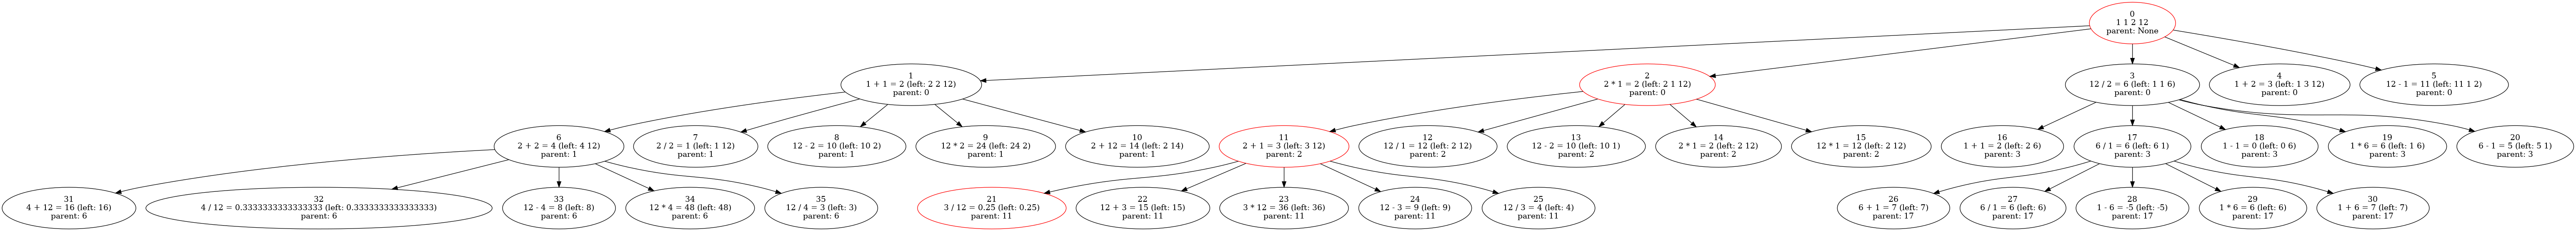 0
1 1 2 12
parent: None
1
1 + 1 = 2 (left: 2 2 12)
parent: 0
2
2 * 1 = 2 (left: 2 1 12)
parent: 0
3
12 / 2 = 6 (left: 1 1 6)
parent: 0
4
1 + 2 = 3 (left: 1 3 12)
parent: 0
5
12 - 1 = 11 (left: 11 1 2)
parent: 0
6
2 + 2 = 4 (left: 4 12)
parent: 1
7
2 / 2 = 1 (left: 1 12)
parent: 1
8
12 - 2 = 10 (left: 10 2)
parent: 1
9
12 * 2 = 24 (left: 24 2)
parent: 1
10
2 + 12 = 14 (left: 2 14)
parent: 1
11
2 + 1 = 3 (left: 3 12)
parent: 2
12
12 / 1 = 12 (left: 2 12)
parent: 2
13
12 - 2 = 10 (left: 10 1)
parent: 2
14
2 * 1 = 2 (left: 2 12)
parent: 2
15
12 * 1 = 12 (left: 2 12)
parent: 2
16
1 + 1 = 2 (left: 2 6)
parent: 3
17
6 / 1 = 6 (left: 6 1)
parent: 3
18
1 - 1 = 0 (left: 0 6)
parent: 3
19
1 * 6 = 6 (left: 1 6)
parent: 3
20
6 - 1 = 5 (left: 5 1)
parent: 3
31
4 + 12 = 16 (left: 16)
parent: 6
32
4 / 12 = 0.3333333333333333 (left: 0.3333333333333333)
parent: 6
33
12 - 4 = 8 (left: 8)
parent: 6
34
12 * 4 = 48 (left: 48)
parent: 6
35
12 / 4 = 3 (left: 3)
parent: 6
21
3 / 12 = 0.25 (left: 0.25)
parent: 11
22
12 + 3 = 15 (left: 15)
parent: 11
23
3 * 12 = 36 (left: 36)
parent: 11
24
12 - 3 = 9 (left: 9)
parent: 11
25
12 / 3 = 4 (left: 4)
parent: 11
26
6 + 1 = 7 (left: 7)
parent: 17
27
6 / 1 = 6 (left: 6)
parent: 17
28
1 - 6 = -5 (left: -5)
parent: 17
29
1 * 6 = 6 (left: 6)
parent: 17
30
1 + 6 = 7 (left: 7)
parent: 17